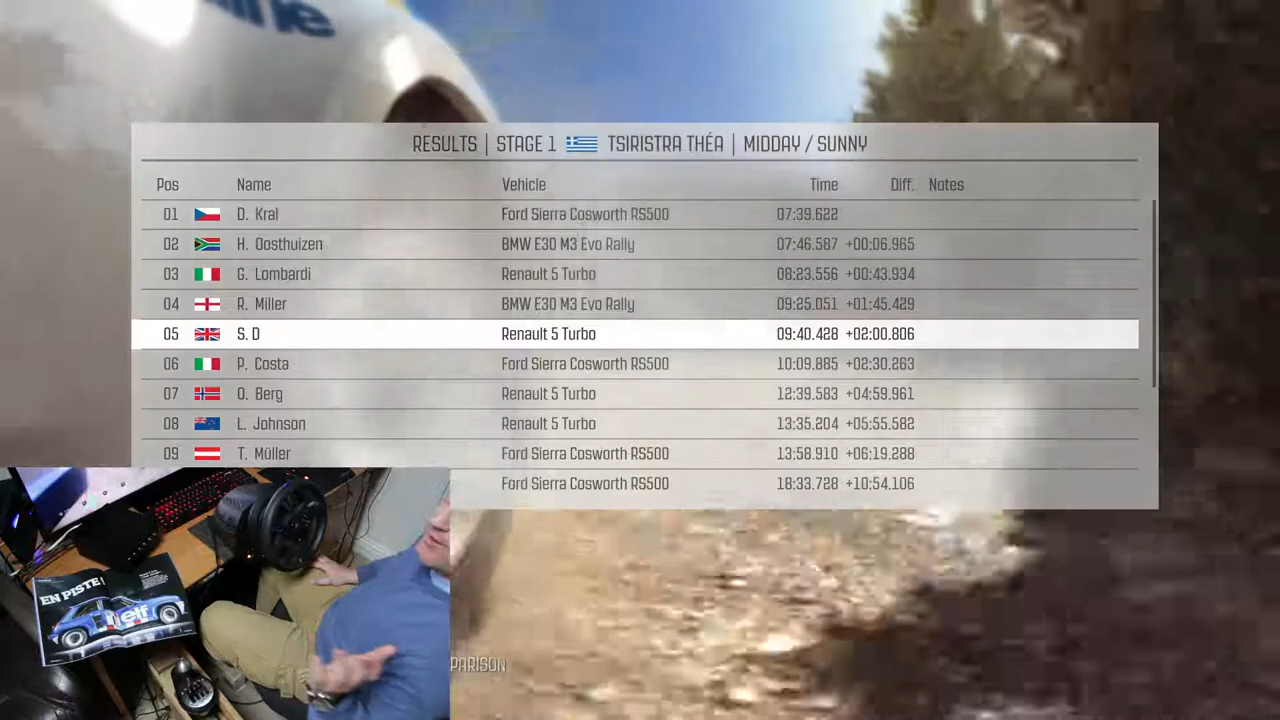 RESULTS | STAGE 1 TSIRISTRA THÉA | MIDDAY / SUNNY
Pos Name Vehicle Time Diff. Notes
01 D. Kral Ford Sierra Cosworth RS500 07:39.622
02 H. Oosthuizen BMW E30 M3 Evo Rally 07:46.587 +00:06.965
03 G. Lombardi Renault 5 Turbo 08:23.556 +00:43.934
04 R. Miller BMW E30 M3 Evo Rally 09:25.051 +01:45.429
05 S. D Renault 5 Turbo 09:40.428 +02:00.806
06 P. Costa Ford Sierra Cosworth RS500 10:09.885 +02:30.263
07 O. Berg Renault 5 Turbo 12:39.583 +04:59.961
08 L. Johnson Renault 5 Turbo 13:35.204 +05:55.582
09 T. Müller Ford Sierra Cosworth RS500 13:58.910 +06:19.288
Ford Sierra Cosworth RS500 18:33.728 +10:54.106
EN PISTE!
elf
PARISON